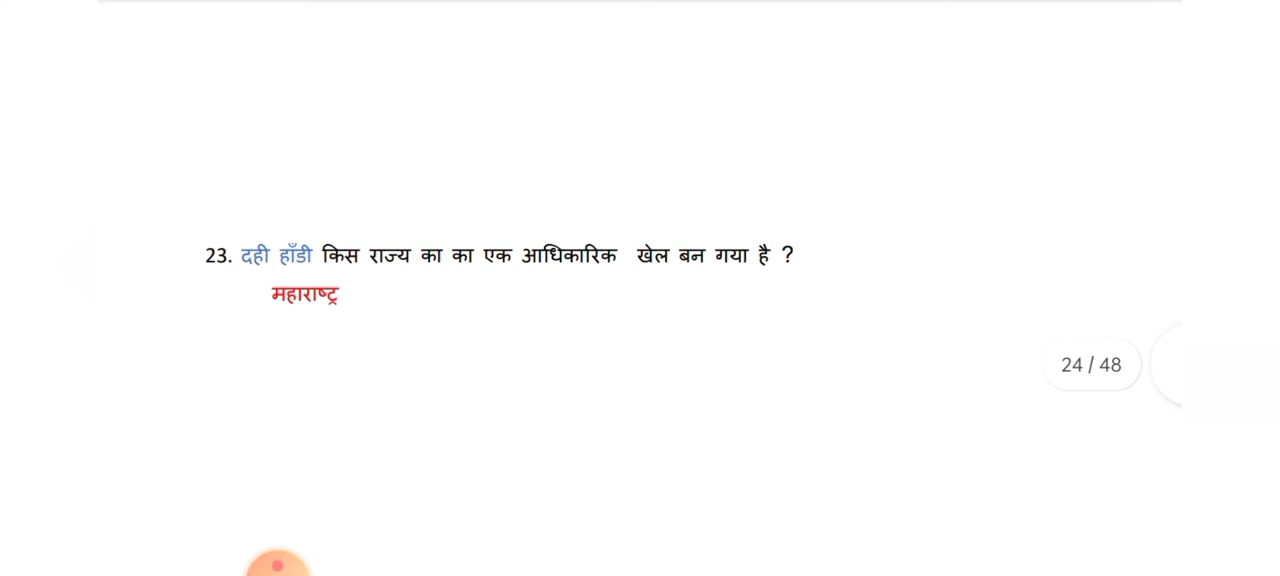 23. दही हाँडी किस राज्य का का एक आधिकारिक खेल बन गया है ?
महाराष्ट्र
24 / 48